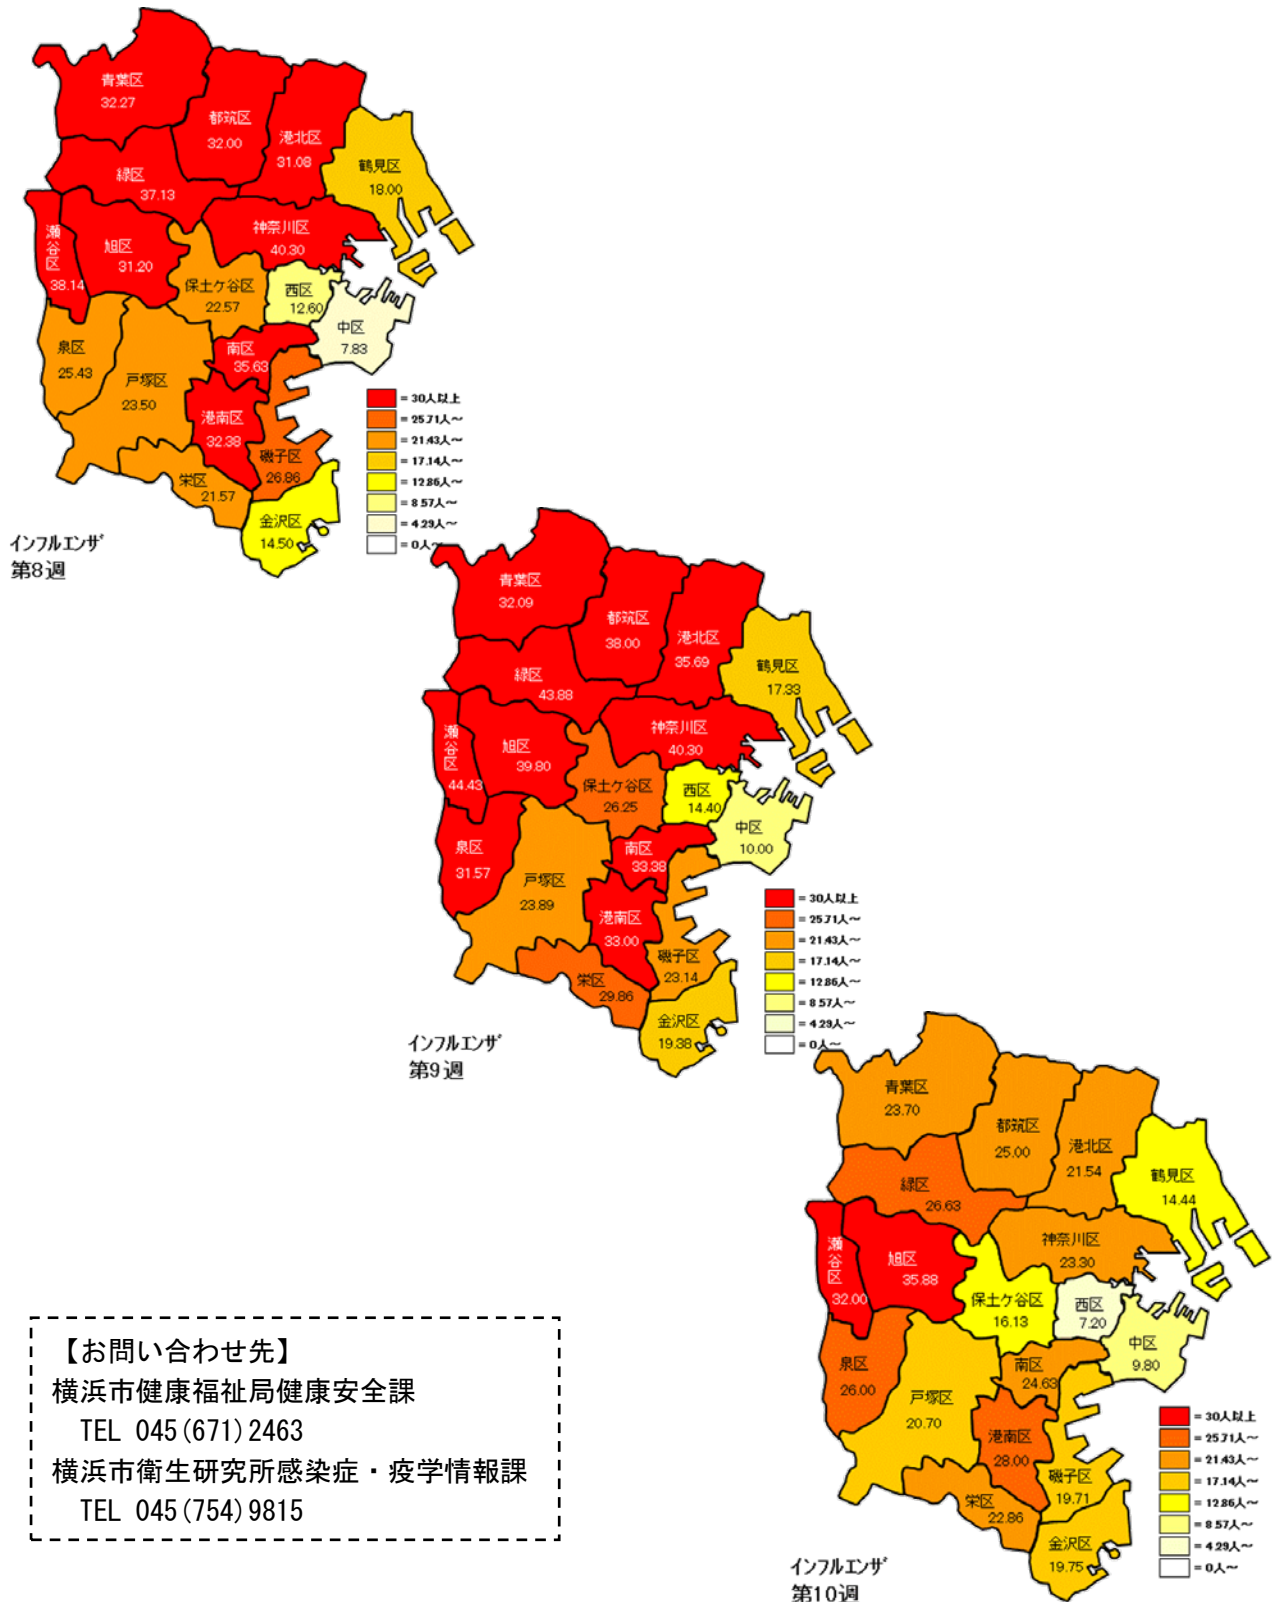 青葉区
32.27
都筑区
32.00
港北区
31.08
鶴見区
18.00
緑区
37.13
瀬谷区
38.14
旭区
31.20
神奈川区
40.30
保土ケ谷区
22.57
西区
12.60
中区
7.83
泉区
25.43
戸塚区
23.50
南区
35.63
港南区
32.38
磯子区
26.86
栄区
21.57
金沢区
14.50
= 30人以上
= 25.71人～
= 21.43人～
= 17.14人～
= 12.86人～
= 8.57人～
= 4.29人～
= 0人～
インフルエンザ
第8週
青葉区
32.09
都筑区
38.00
港北区
35.69
鶴見区
17.33
緑区
43.88
瀬谷区
44.43
旭区
39.80
神奈川区
40.30
保土ケ谷区
26.25
西区
14.40
中区
10.00
泉区
31.57
戸塚区
23.89
南区
33.38
港南区
33.00
磯子区
23.14
栄区
29.86
金沢区
19.38
= 30人以上
= 25.71人～
= 21.43人～
= 17.14人～
= 12.86人～
= 8.57人～
= 4.29人～
= 0人～
インフルエンザ
第9週
青葉区
23.70
都筑区
25.00
港北区
21.54
鶴見区
14.44
緑区
26.63
瀬谷区
32.00
旭区
35.88
神奈川区
23.30
保土ケ谷区
16.13
西区
7.20
中区
9.80
泉区
26.00
戸塚区
20.70
南区
24.63
港南区
28.00
磯子区
19.71
栄区
22.86
金沢区
19.75
= 30人以上
= 25.71人～
= 21.43人～
= 17.14人～
= 12.86人～
= 8.57人～
= 4.29人～
= 0人～
インフルエンザ
第10週
【お問い合わせ先】
横浜市健康福祉局健康安全課
TEL 045(671)2463
横浜市衛生研究所感染症・疫学情報課
TEL 045(754)9815